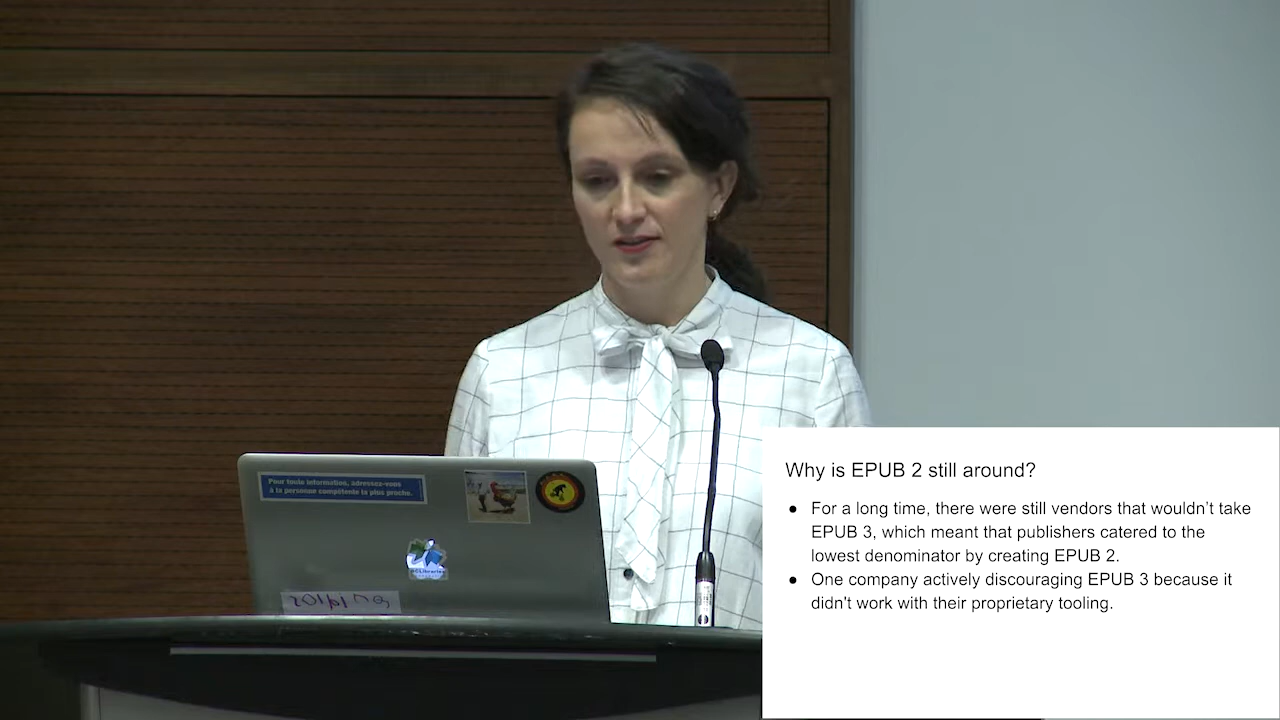 Pour toute information, adressez-vous
à la personne compétente la plus proche.
BCLibraries
Why is EPUB 2 still around?
● For a long time, there were still vendors that wouldn't take
EPUB 3, which meant that publishers catered to the
lowest denominator by creating EPUB 2.
● One company actively discouraging EPUB 3 because it
didn't work with their proprietary tooling.